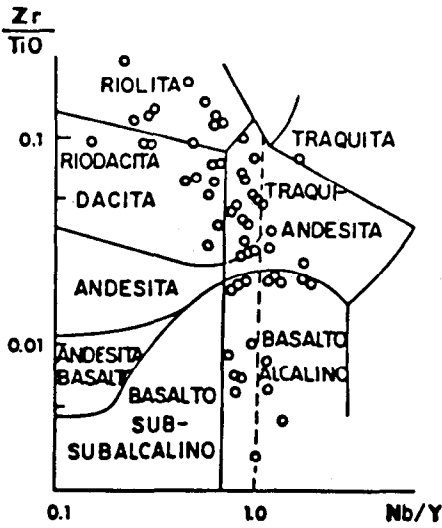 Zr
TiO
RIOLITA
0.1
TRAQUITA
RIODACITA
TRAQUI-
DACITA
ANDESITA
ANDESITA
0.01
BASALTO
ANDESITA
ALCALINO
BASALTO
BASALTO
SUB-
SUBALCALINO
0.1
1.0
Nb/Y